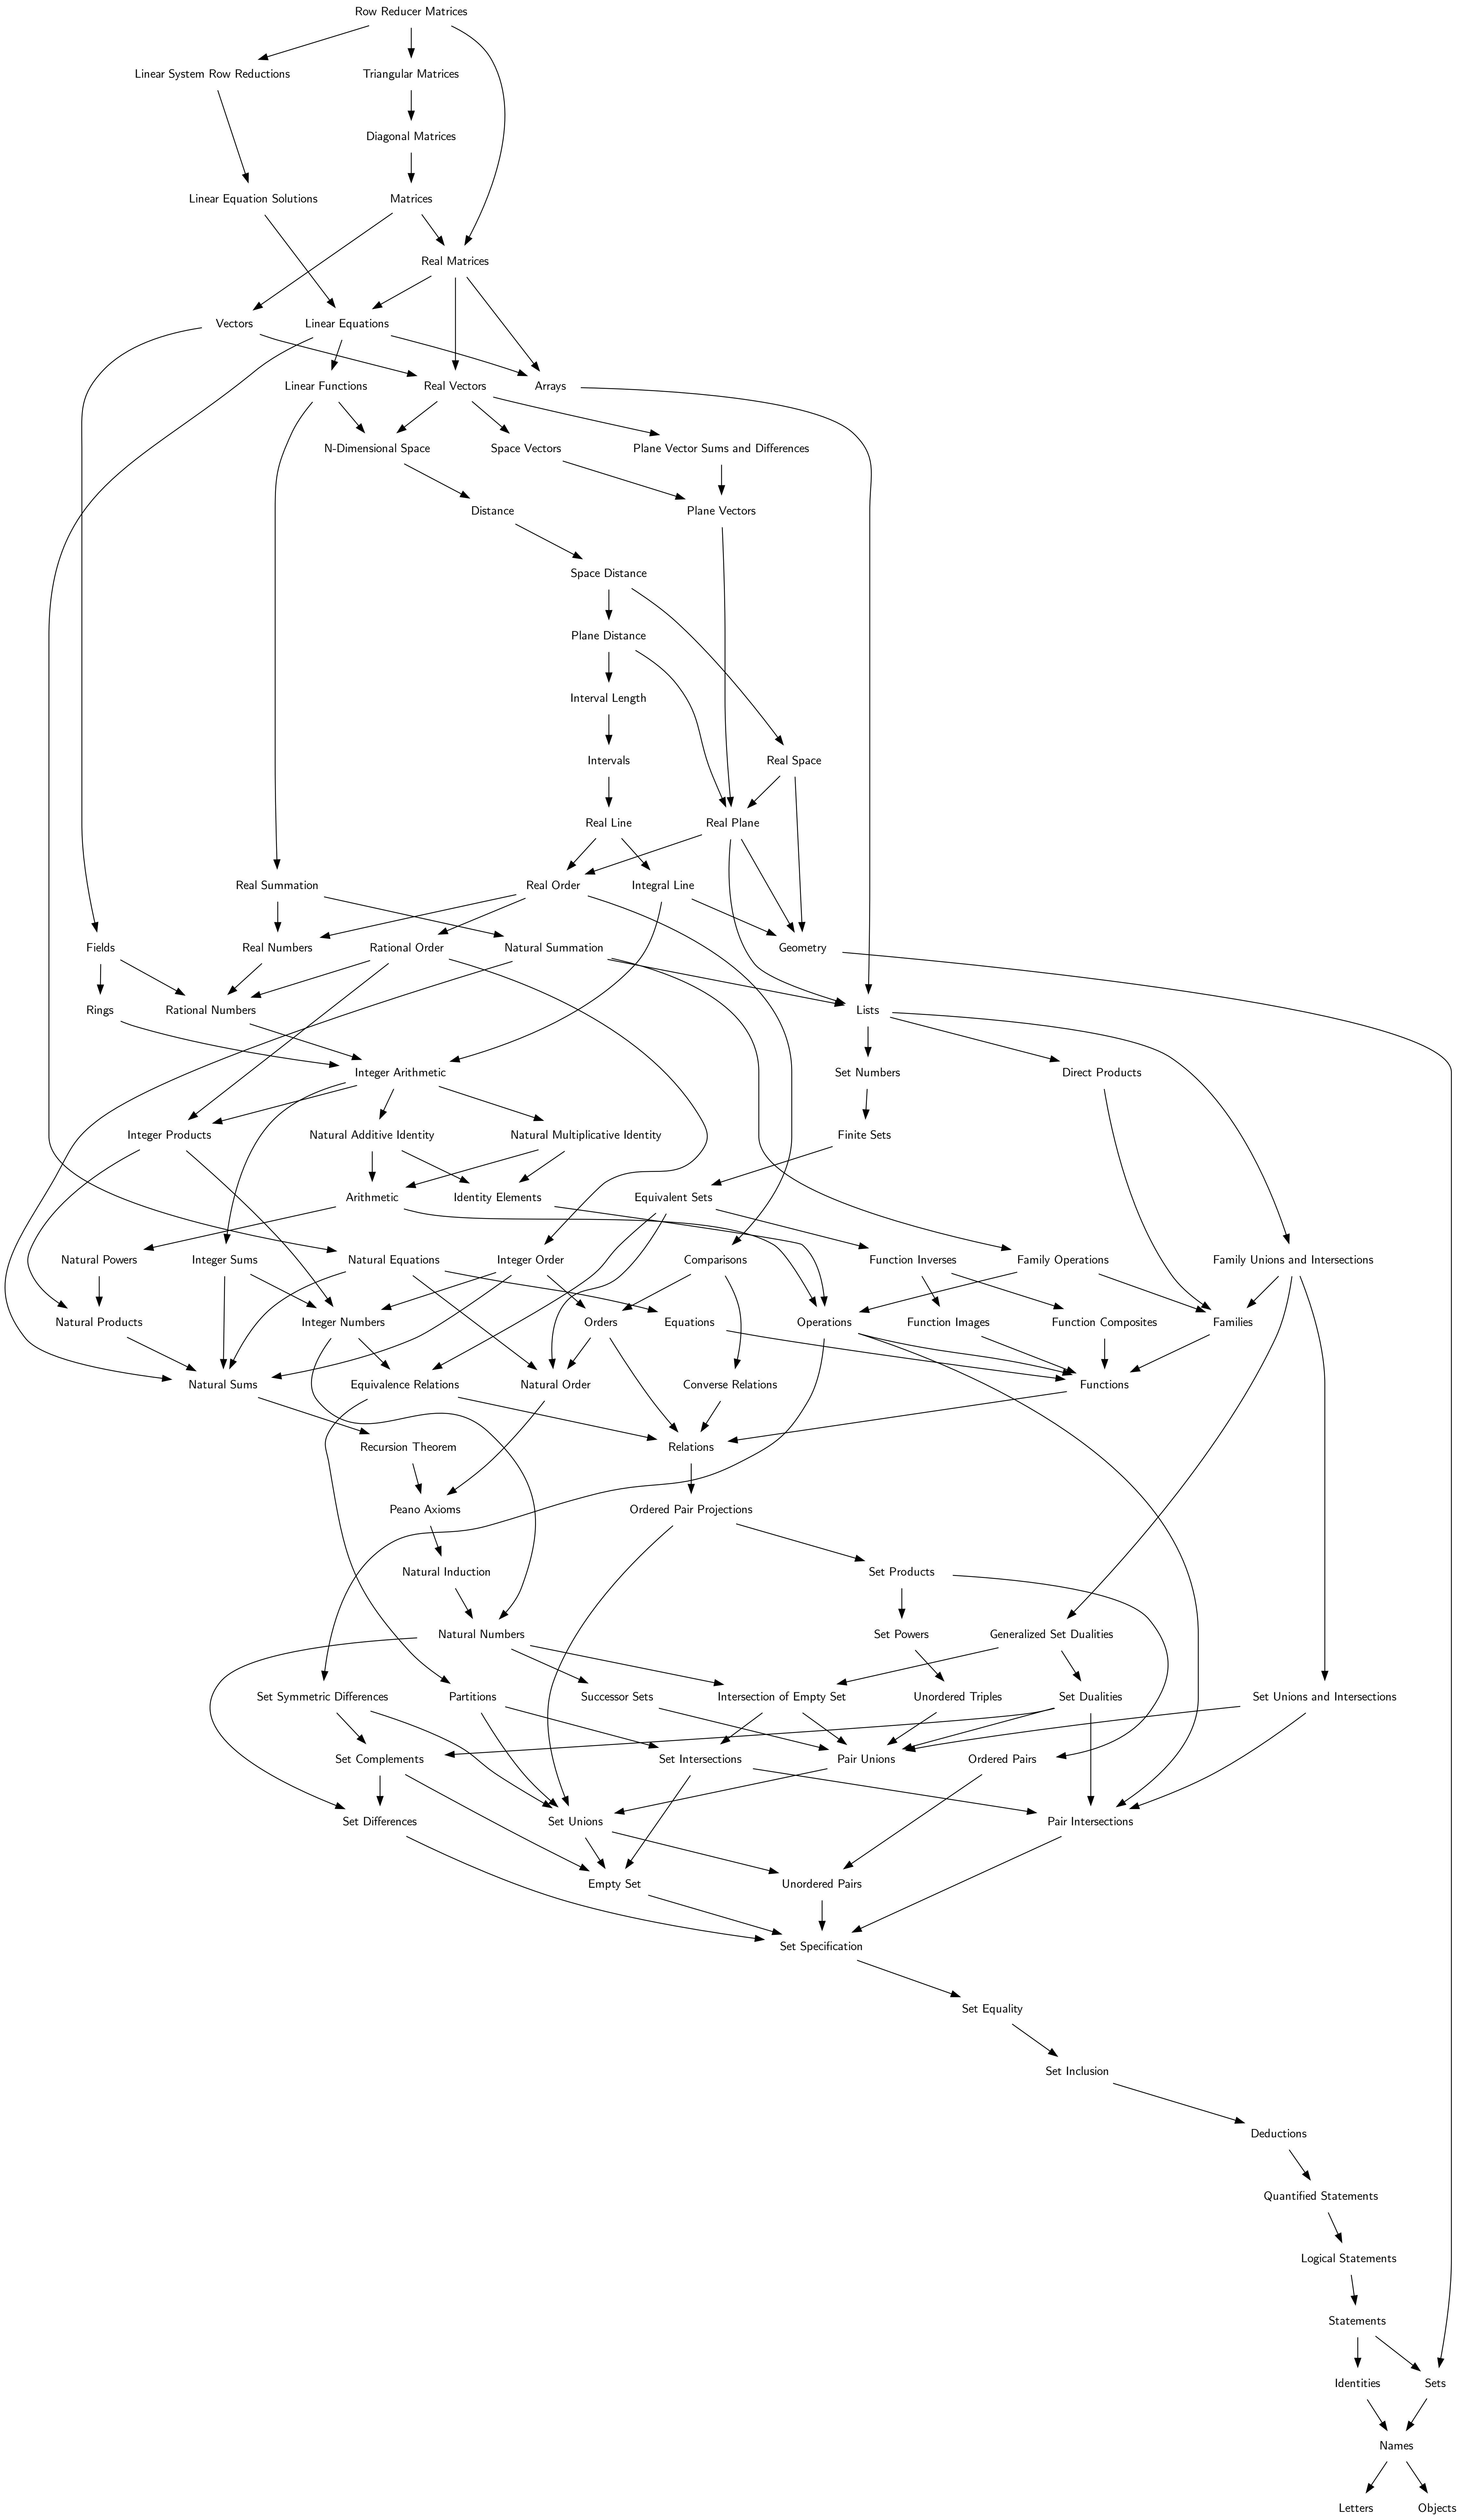 Row Reducer Matrices
Linear System Row Reductions
Triangular Matrices
Diagonal Matrices
Linear Equation Solutions
Matrices
Real Matrices
Vectors
Linear Equations
Linear Functions
Real Vectors
Arrays
N-Dimensional Space
Space Vectors
Plane Vector Sums and Differences
Distance
Plane Vectors
Space Distance
Plane Distance
Interval Length
Intervals
Real Space
Real Line
Real Plane
Real Summation
Real Order
Integral Line
Fields
Real Numbers
Rational Order
Natural Summation
Geometry
Rings
Rational Numbers
Lists
Integer Arithmetic
Set Numbers
Direct Products
Integer Products
Natural Additive Identity
Natural Multiplicative Identity
Finite Sets
Arithmetic
Identity Elements
Equivalent Sets
Natural Powers
Integer Sums
Natural Equations
Integer Order
Comparisons
Function Inverses
Family Operations
Family Unions and Intersections
Natural Products
Integer Numbers
Orders
Equations
Operations
Function Images
Function Composites
Families
Natural Sums
Equivalence Relations
Natural Order
Converse Relations
Functions
Recursion Theorem
Relations
Peano Axioms
Ordered Pair Projections
Natural Induction
Set Products
Natural Numbers
Set Powers
Generalized Set Dualities
Set Symmetric Differences
Partitions
Successor Sets
Intersection of Empty Set
Unordered Triples
Set Dualities
Set Unions and Intersections
Set Complements
Set Intersections
Pair Unions
Ordered Pairs
Set Differences
Set Unions
Pair Intersections
Empty Set
Unordered Pairs
Set Specification
Set Equality
Set Inclusion
Deductions
Quantified Statements
Logical Statements
Statements
Identities
Sets
Names
Letters
Objects